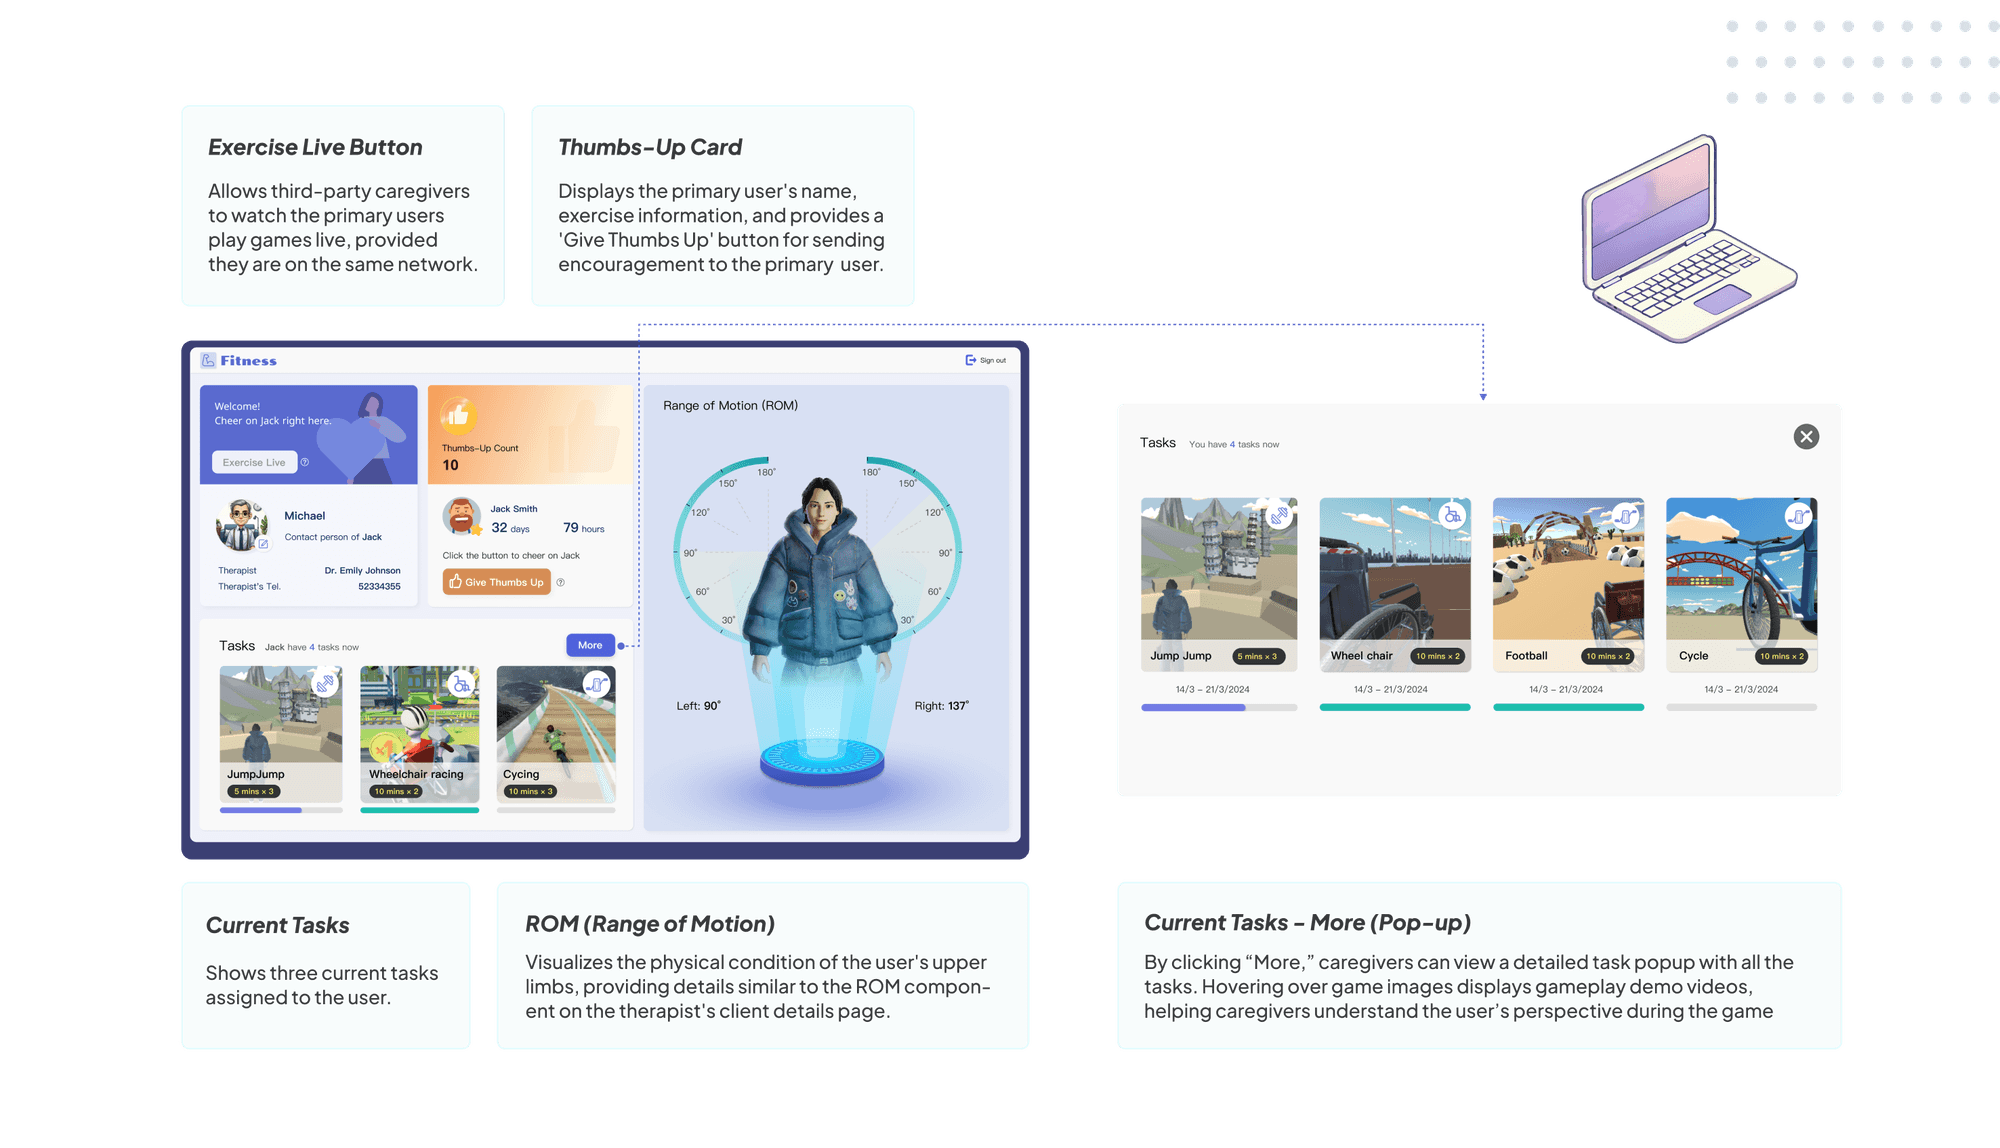 Exercise Live Button
Allows third-party caregivers
to watch the primary users
play games live, provided
they are on the same network.
Thumbs-Up Card
Displays the primary user's name,
exercise information, and provides a
'Give Thumbs Up' button for sending
encouragement to the primary user.
Fitness
Sign out
Welcome!
Cheer on Jack right here.
Exercise Live
?
Michael
Contact person of Jack
Therapist Dr. Emily Johnson
Therapist's Tel. 52334355
Thumbs-Up Count
10
Jack Smith
32 days 79 hours
Click the button to cheer on Jack
Give Thumbs Up
?
Tasks Jack have 4 tasks now
More
JumpJump
5 mins × 3
x1
Wheelchair racing
10 mins × 2
Cycing
10 mins × 3
Range of Motion (ROM)
180° 180°
150° 150°
120° 120°
90° 90°
60° 60°
30° 30°
Left: 90° Right: 137°
Tasks You have 4 tasks now
Jump Jump 5 mins × 3
14/3 – 21/3/2024
Wheel chair 10 mins × 2
14/3 – 21/3/2024
Football 10 mins × 2
14/3 – 21/3/2024
Cycle 10 mins × 2
14/3 – 21/3/2024
Current Tasks
Shows three current tasks
assigned to the user.
ROM (Range of Motion)
Visualizes the physical condition of the user's upper
limbs, providing details similar to the ROM compon-
ent on the therapist's client details page.
Current Tasks - More (Pop-up)
By clicking “More,” caregivers can view a detailed task popup with all the
tasks. Hovering over game images displays gameplay demo videos,
helping caregivers understand the user’s perspective during the game